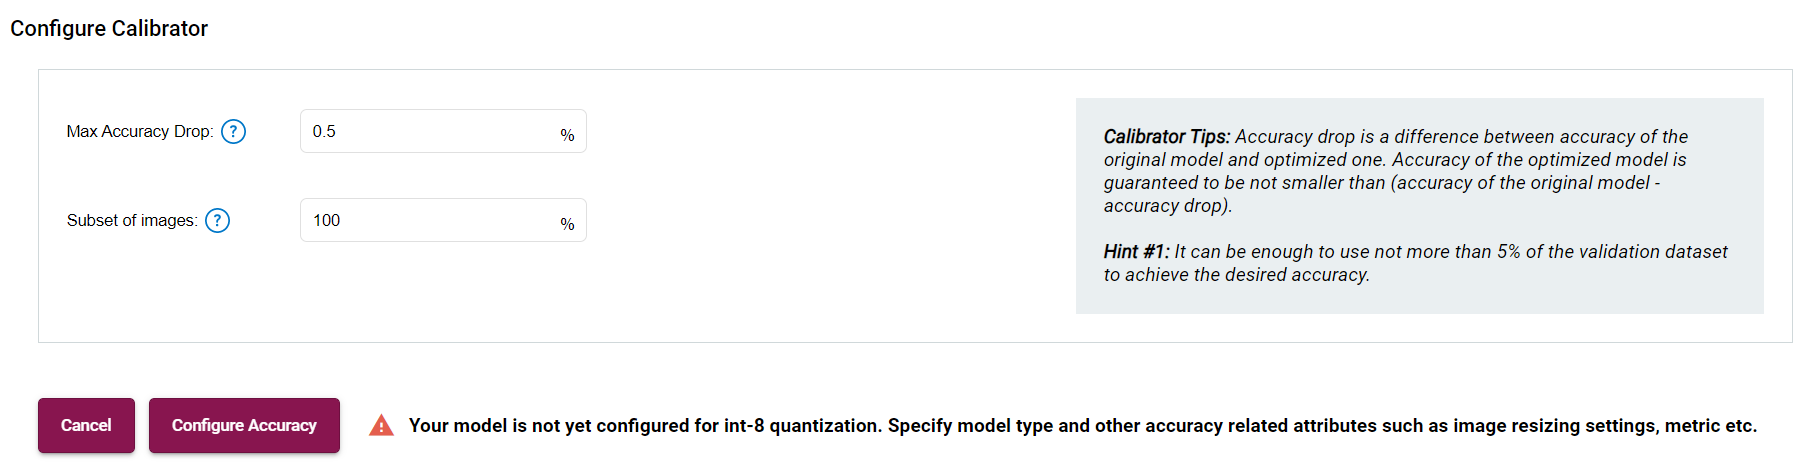 Configure Calibrator
Max Accuracy Drop: ?
0.5 %
Subset of images: ?
100 %
Calibrator Tips: Accuracy drop is a difference between accuracy of the
original model and optimized one. Accuracy of the optimized model is
guaranteed to be not smaller than (accuracy of the original model -
accuracy drop).
Hint #1: It can be enough to use not more than 5% of the validation dataset
to achieve the desired accuracy.
Cancel
Configure Accuracy
Your model is not yet configured for int-8 quantization. Specify model type and other accuracy related attributes such as image resizing settings, metric etc.